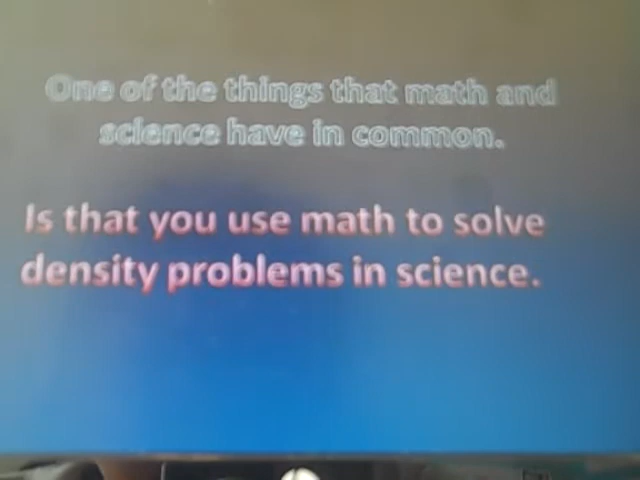 One of the things that math and
science have in common.
Is that you use math to solve
density problems in science.